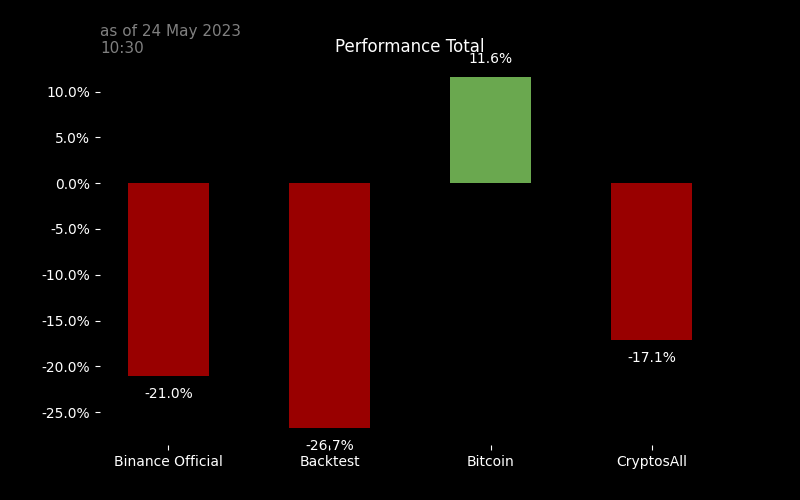 as of 24 May 2023
10:30
Performance Total
11.6%
10.0%
5.0%
0.0%
-5.0%
-10.0%
-15.0%
-20.0%
-25.0%
-21.0%
-26.7%
-17.1%
Binance Official
Backtest
Bitcoin
CryptosAll